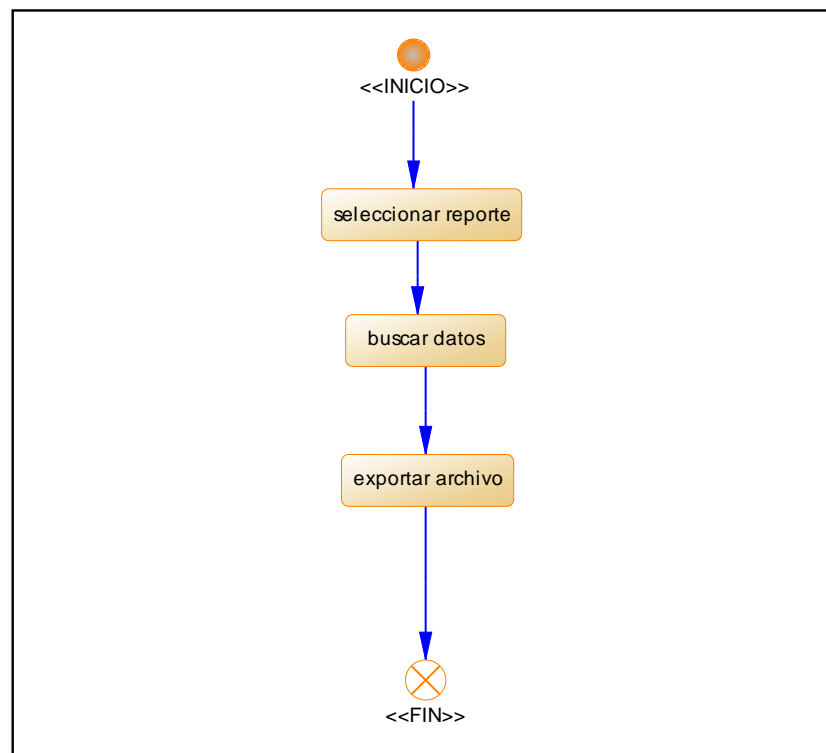 <<INICIO>>
seleccionar reporte
buscar datos
exportar archivo
<<FIN>>